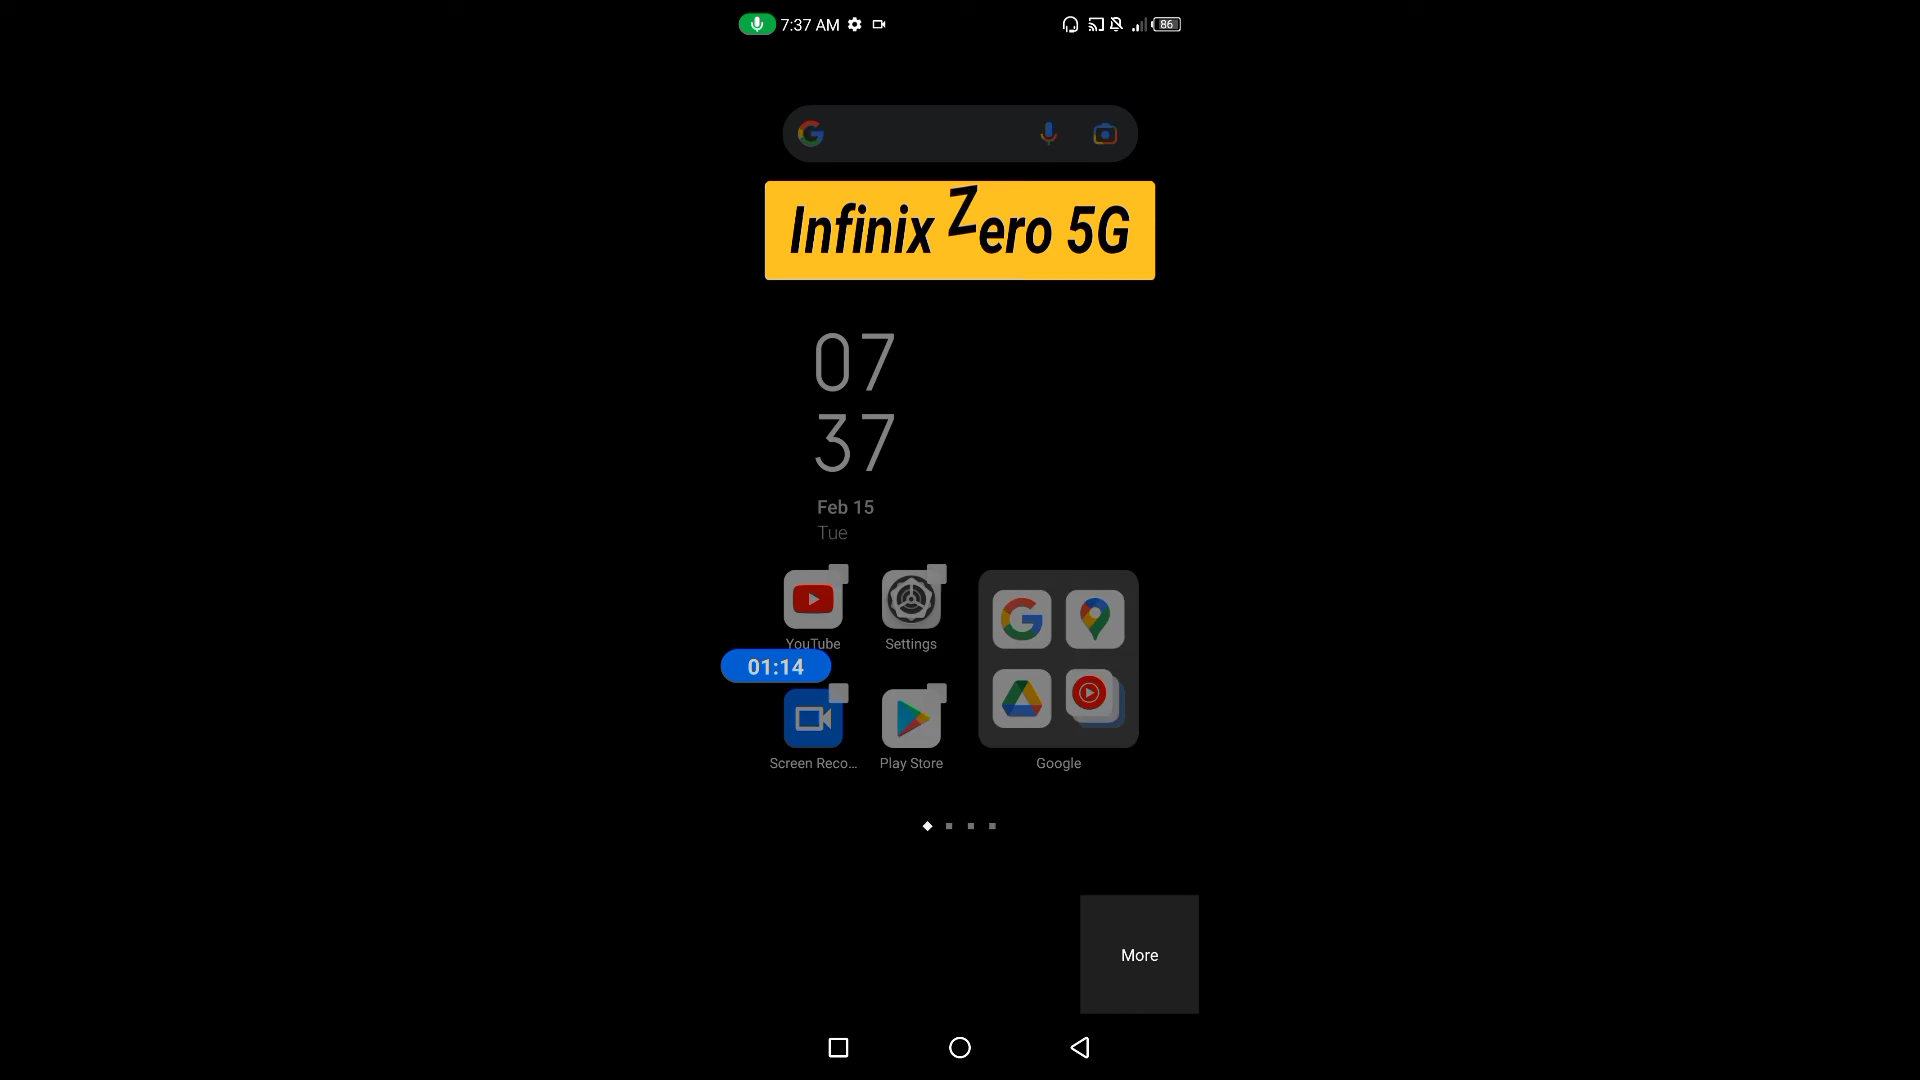 7:37 AM
86
Infinix Zero 5G
07
37
Feb 15
Tue
YouTube
Settings
01:14
Screen Reco...
Play Store
Google
More